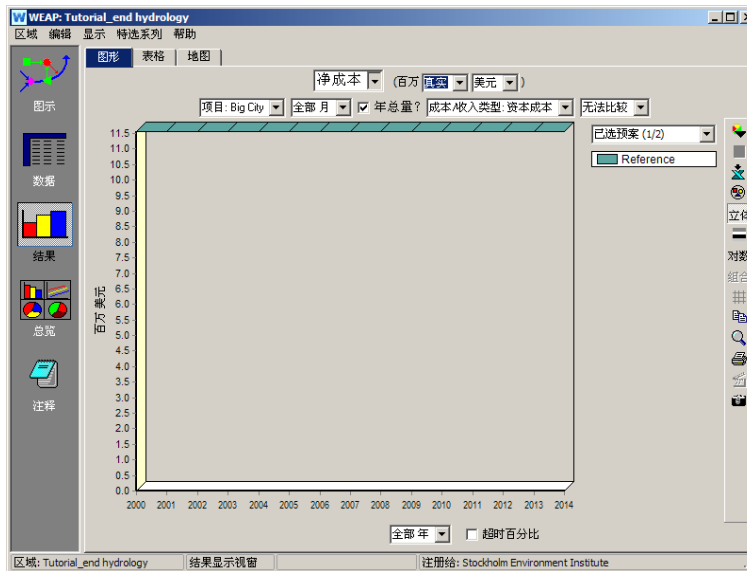 WEAP: Tutorial_end hydrology
区域 编辑 显示 特选系列 帮助
图形 表格 地图
净成本 (百万 真实 美元 )
项目: Big City 全部 月 年总量? 成本/收入类型: 资本成本 无法比较
图示
数据
结果
总览
注释
11.5
11.0
10.5
10.0
9.5
9.0
8.5
8.0
7.5
7.0
6.5
6.0
5.5
5.0
4.5
4.0
3.5
3.0
2.5
2.0
1.5
1.0
0.5
0.0
百万 美元
2000 2001 2002 2003 2004 2005 2006 2007 2008 2009 2010 2011 2012 2013 2014
已选预案 (1/2)
Reference
立体
对数
组合
全部 年 超时百分比
区域: Tutorial_end hydrology 结果显示视窗 注册给: Stockholm Environment Institute